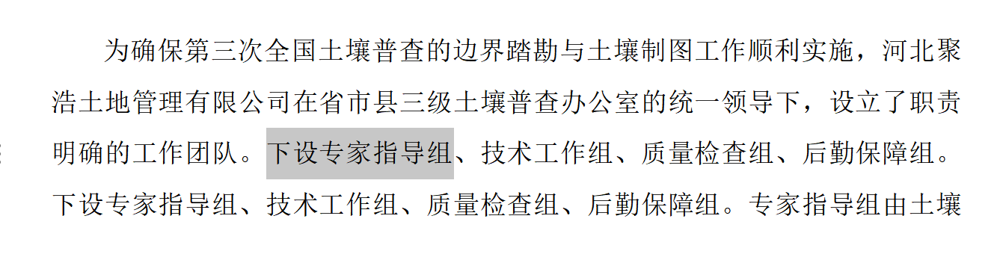 为确保第三次全国土壤普查的边界踏勘与土壤制图工作顺利实施，河北聚
浩土地管理有限公司在省市县三级土壤普查办公室的统一领导下，设立了职责
明确的工作团队。下设专家指导组、技术工作组、质量检查组、后勤保障组。
下设专家指导组、技术工作组、质量检查组、后勤保障组。专家指导组由土壤